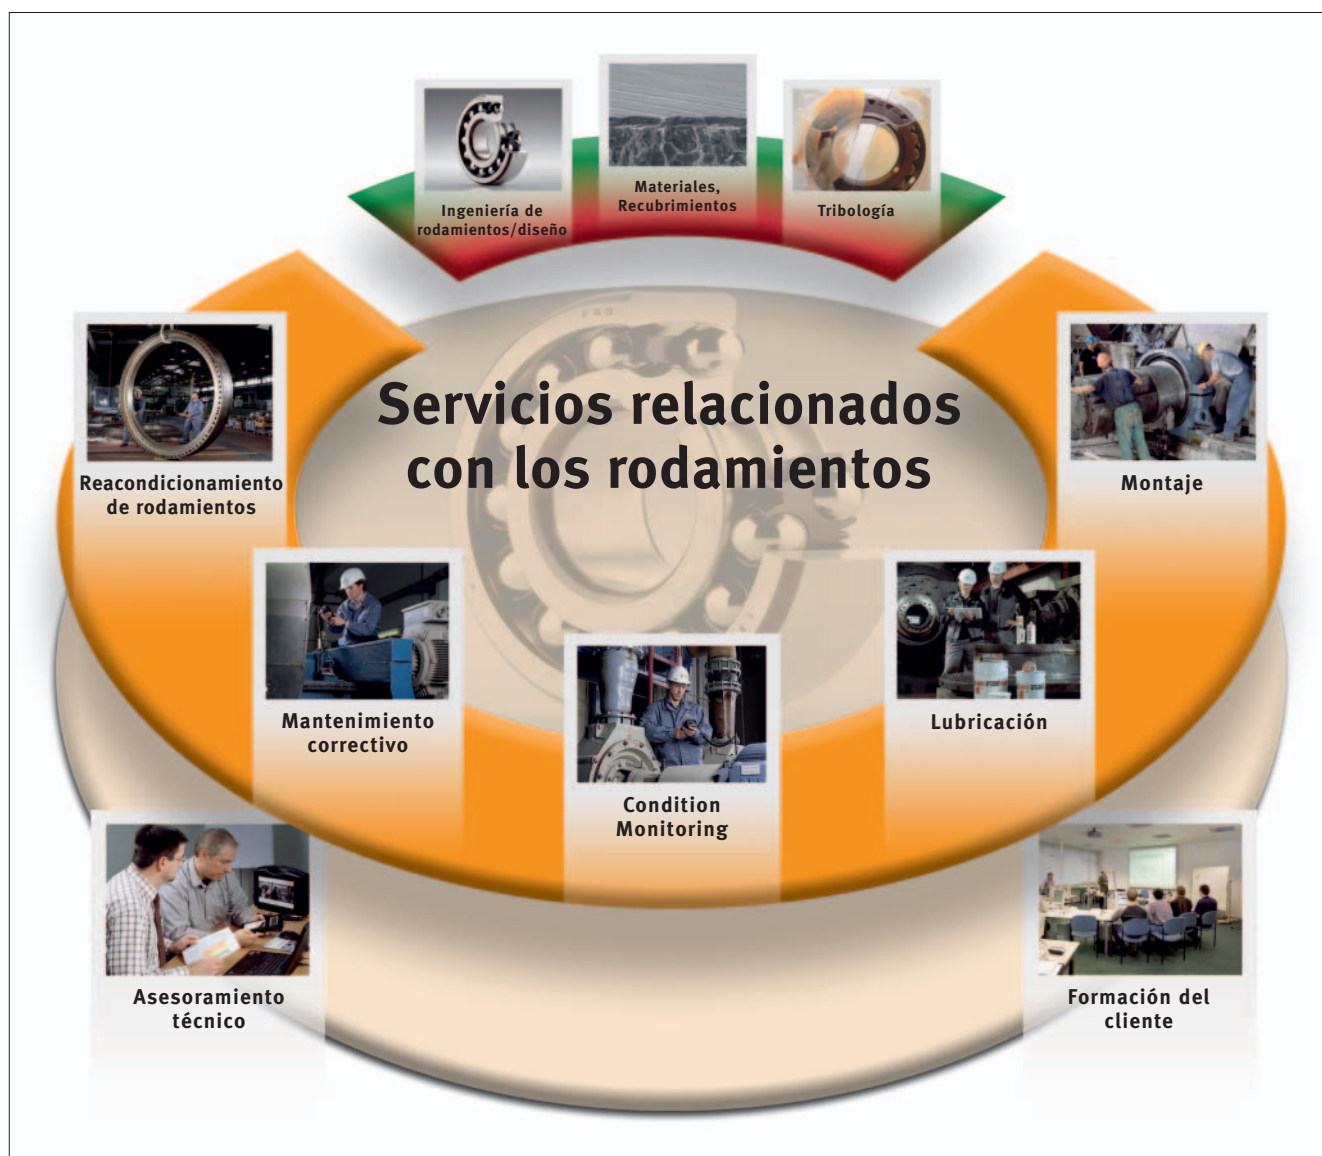 Ingeniería de
rodamientos/diseño
Materiales,
Recubrimientos
Tribología
FAG
Servicios relacionados
con los rodamientos
Reacondicionamiento
de rodamientos
Montaje
Mantenimiento
correctivo
Condition
Monitoring
Lubricación
Asesoramiento
técnico
Formación del
cliente